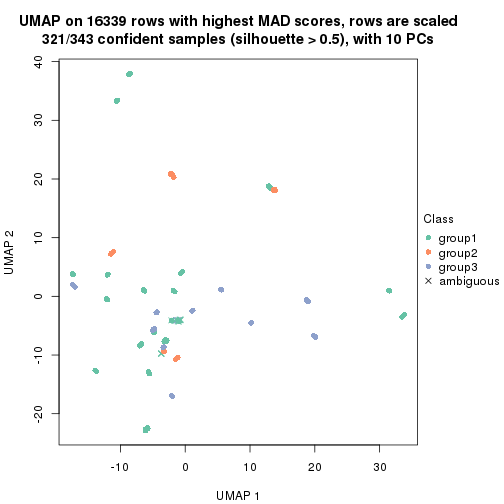 UMAP on 16339 rows with highest MAD scores, rows are scaled
321/343 confident samples (silhouette > 0.5), with 10 PCs
40
30
20
10
0
-10
-20
UMAP 2
-10
0
10
20
30
UMAP 1
Class
group1
group2
group3
ambiguous